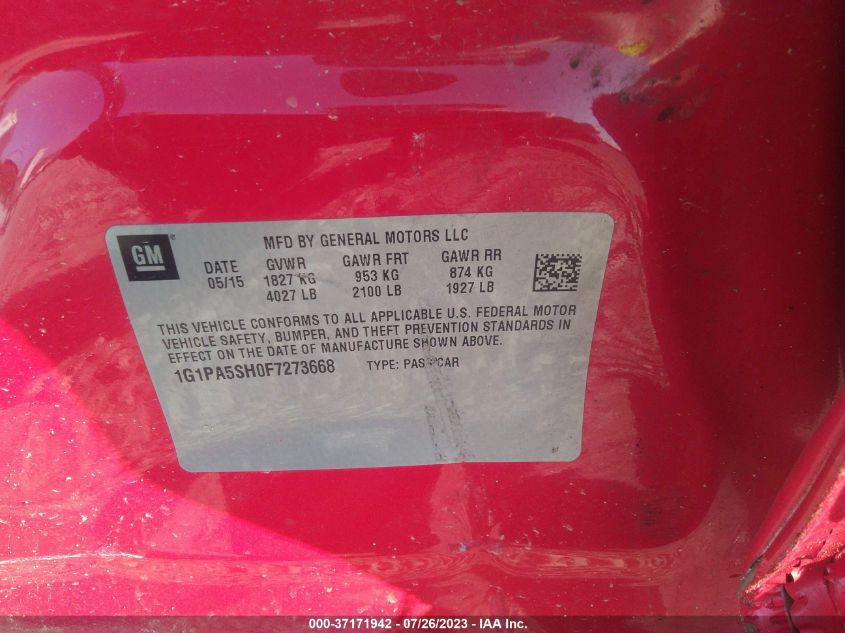 GM ®
MFD BY GENERAL MOTORS LLC
DATE GVWR GAWR FRT GAWR RR
05/15 1827 KG 953 KG 874 KG
4027 LB 2100 LB 1927 LB
THIS VEHICLE CONFORMS TO ALL APPLICABLE U.S. FEDERAL MOTOR
VEHICLE SAFETY, BUMPER, AND THEFT PREVENTION STANDARDS IN
EFFECT ON THE DATE OF MANUFACTURE SHOWN ABOVE.
1G1PA5SH0F7273668 TYPE: PASS CAR
000-37171942 - 07/26/2023 - IAA Inc.